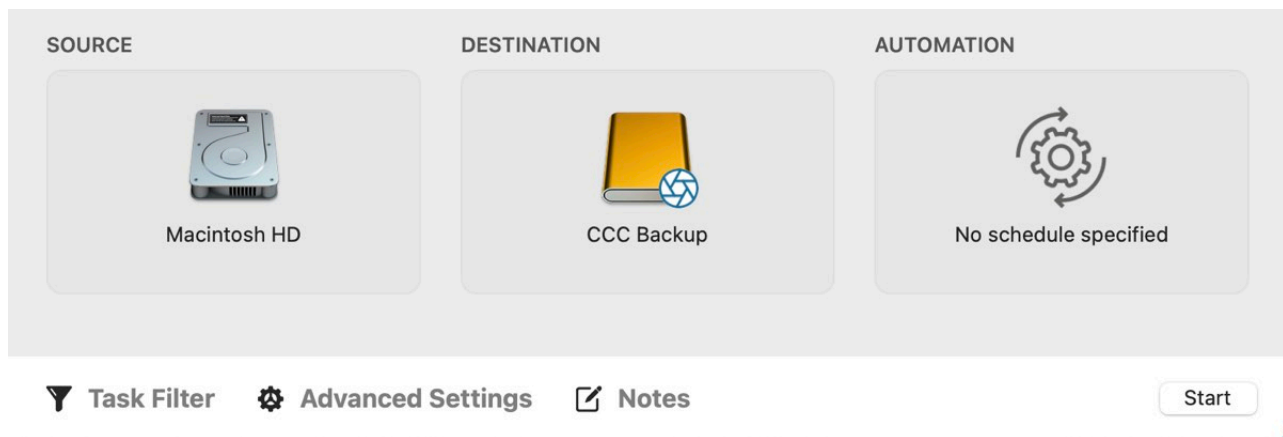 SOURCE
DESTINATION
AUTOMATION
Macintosh HD
CCC Backup
No schedule specified
Task Filter
Advanced Settings
Notes
Start